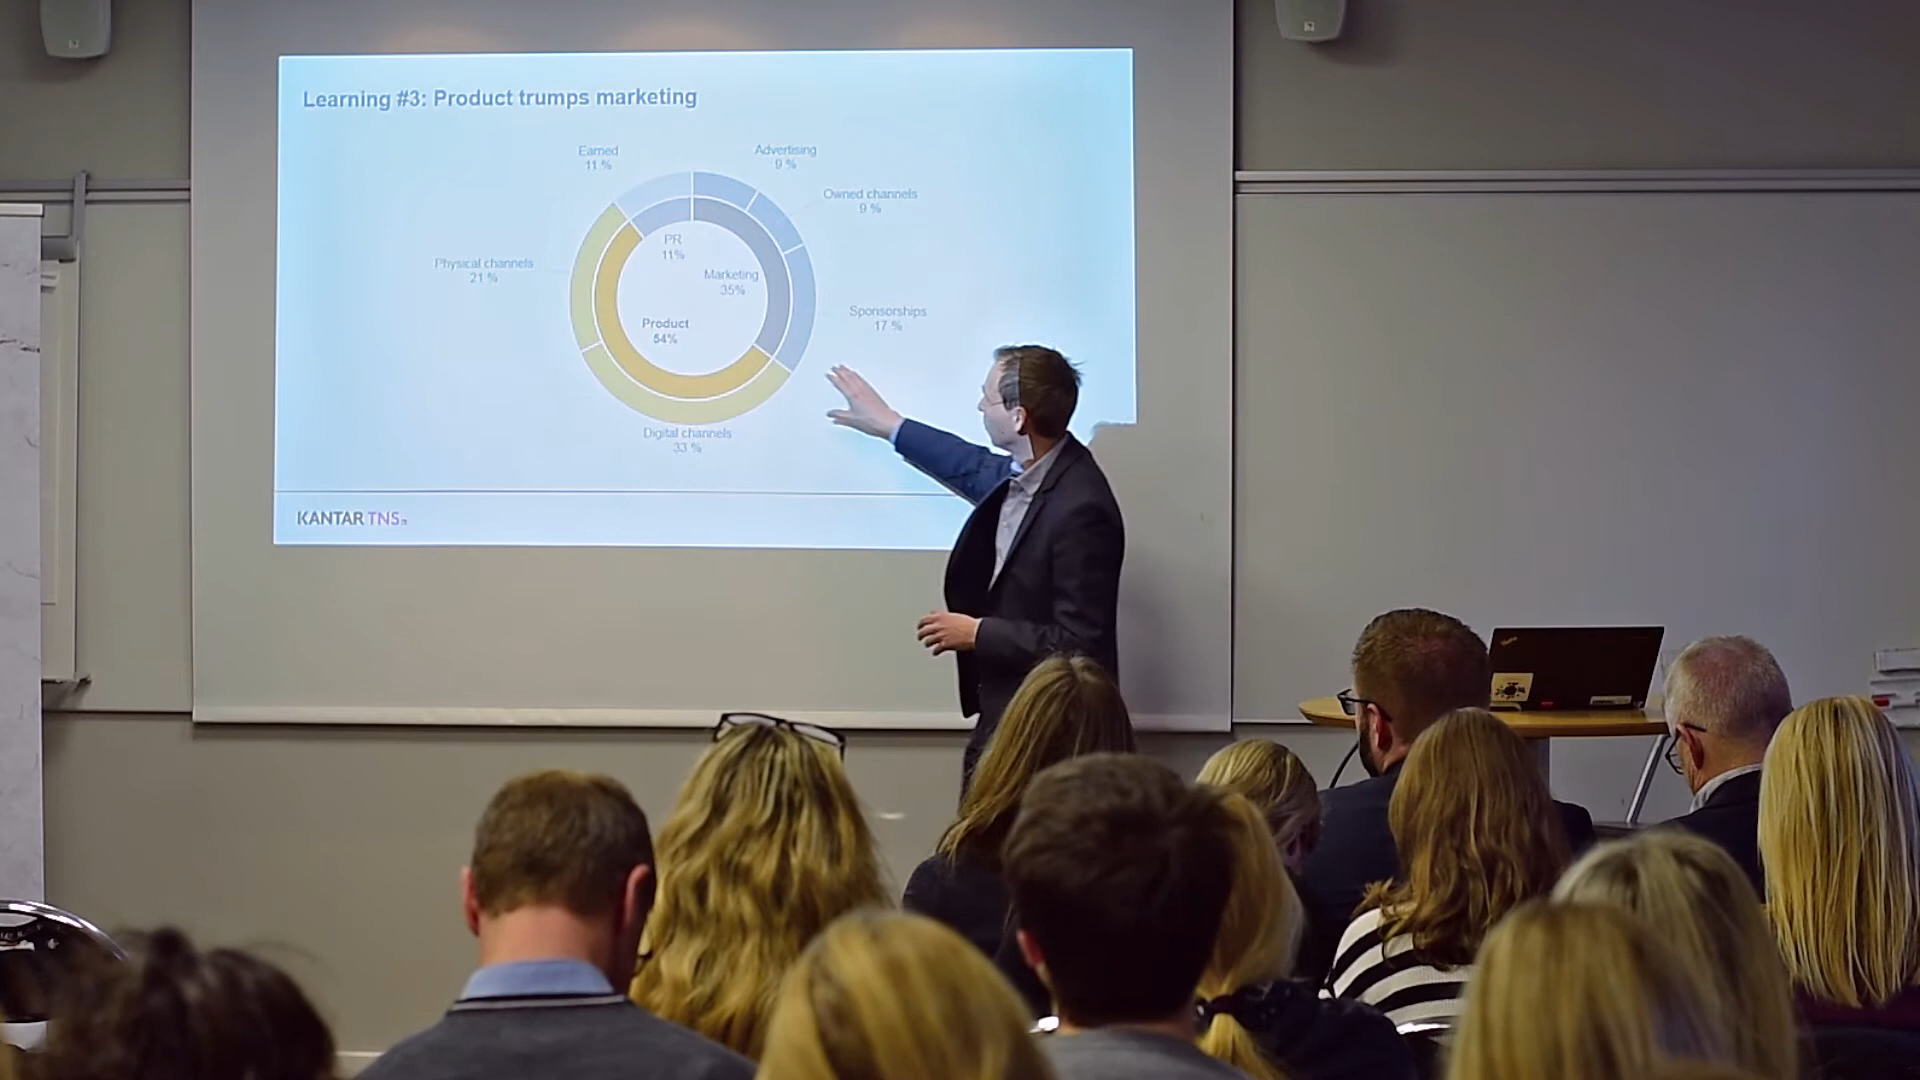 Learning #3: Product trumps marketing
Earned
11 %
Advertising
9 %
Owned channels
9 %
PR
11%
Physical channels
21 %
Marketing
35%
Sponsorships
17 %
Product
54%
Digital channels
33 %
KANTAR TNS